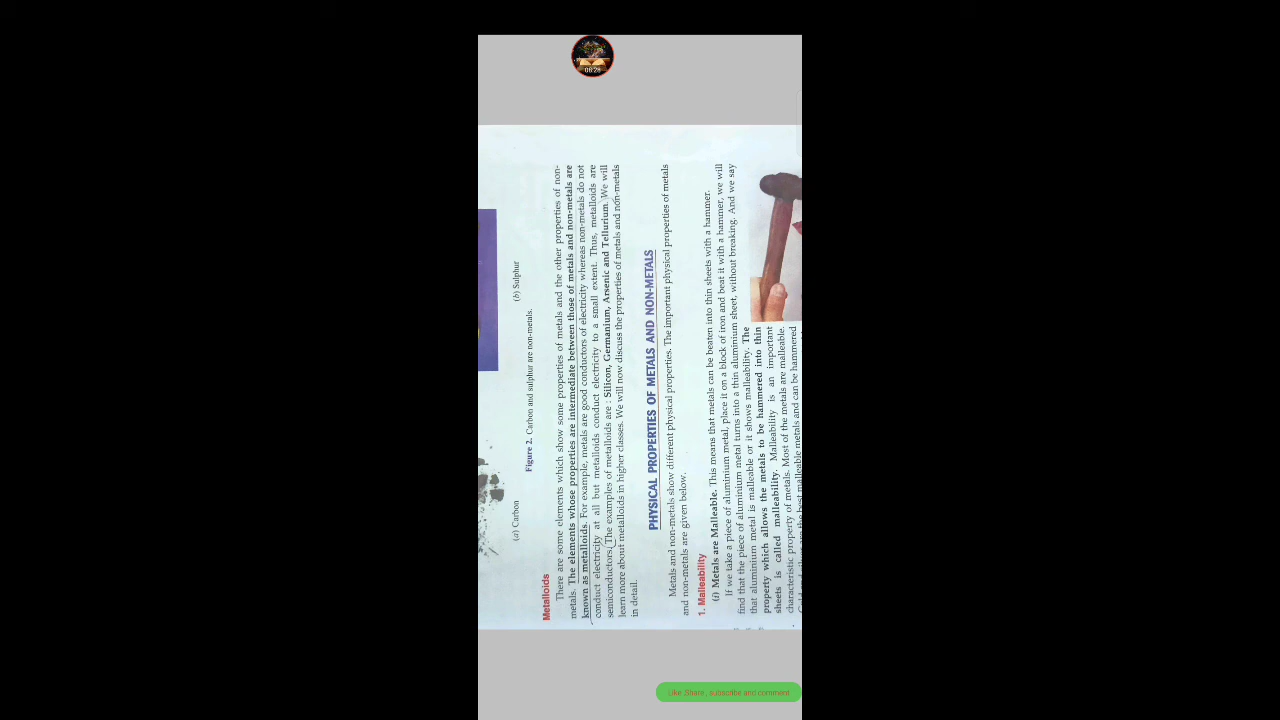 08:28
(a) Carbon (b) Sulphur
Figure 2. Carbon and sulphur are non-metals.
Metalloids
There are some elements which show some properties of metals and the other properties of non-
metals. The elements whose properties are intermediate between those of metals and non-metals are
known as metalloids. For example, metals are good conductors of electricity whereas non-metals do not
conduct electricity at all but metalloids conduct electricity to a small extent. Thus, metalloids are
semiconductors. The examples of metalloids are : Silicon, Germanium, Arsenic and Tellurium. We will
learn more about metalloids in higher classes. We will now discuss the properties of metals and non-metals
in detail.
PHYSICAL PROPERTIES OF METALS AND NON-METALS
Metals and non-metals show different physical properties. The important physical properties of metals
and non-metals are given below.
1. Malleability
(i) Metals are Malleable. This means that metals can be beaten into thin sheets with a hammer.
If we take a piece of aluminium metal, place it on a block of iron and beat it with a hammer, we will
find that the piece of aluminium metal turns into a thin aluminium sheet, without breaking. And we say
that aluminium metal is malleable or it shows malleability. The
property which allows the metals to be hammered into thin
sheets is called malleability. Malleability is an important
characteristic property of metals. Most of the metals are malleable.
are the best malleable metals and can be hammered
Like ,Share , subscribe and comment